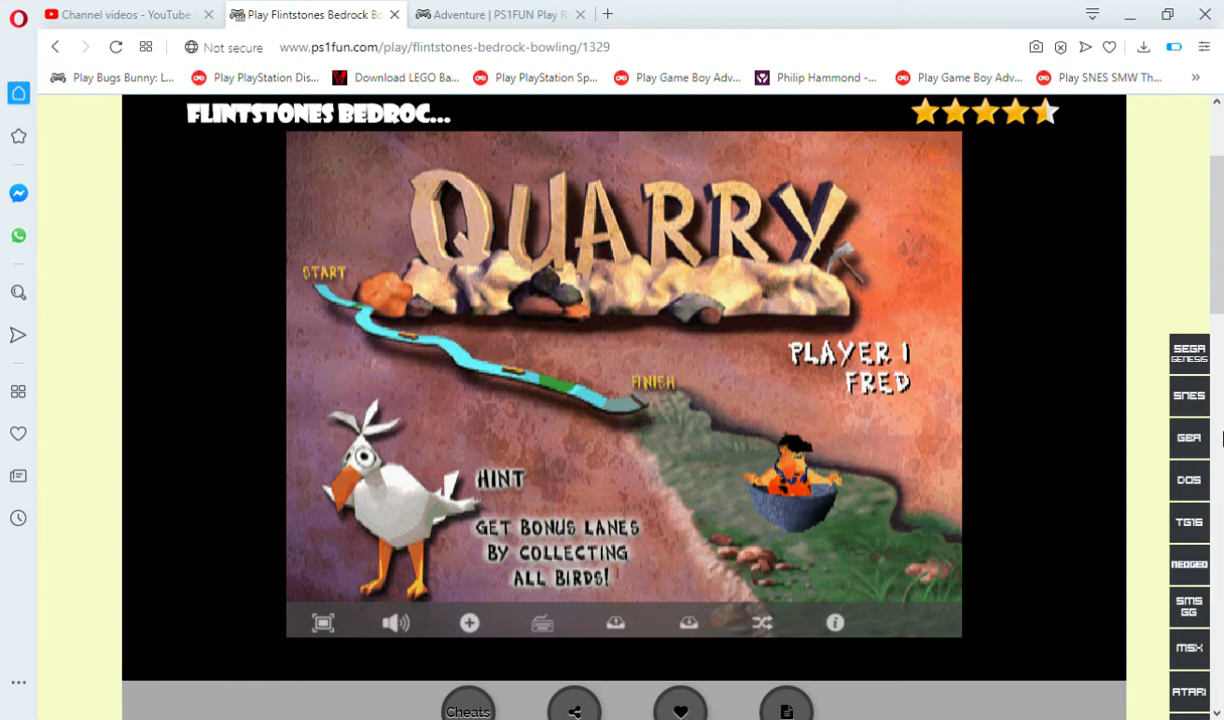 Channel videos - YouTube
Play Flintstones Bedrock Bo
Adventure | PS1FUN Play R
Not secure
www.ps1fun.com/play/flintstones-bedrock-bowling/1329
Play Bugs Bunny: L...
Play PlayStation Dis...
Download LEGO Ba...
Play PlayStation Sp...
Play Game Boy Adv...
Philip Hammond -...
Play Game Boy Adv...
Play SNES SMW Th...
FLINTSTONES BEDROC...
QUARRY
START
PLAYER 1
FRED
FINISH
HINT
GET BONUS LANES
BY COLLECTING
ALL BIRDS!
SEGA
GENESIS
SNES
GBA
DOS
TG16
NEOGEO
SMS
GG
MSX
ATARI
Cheats